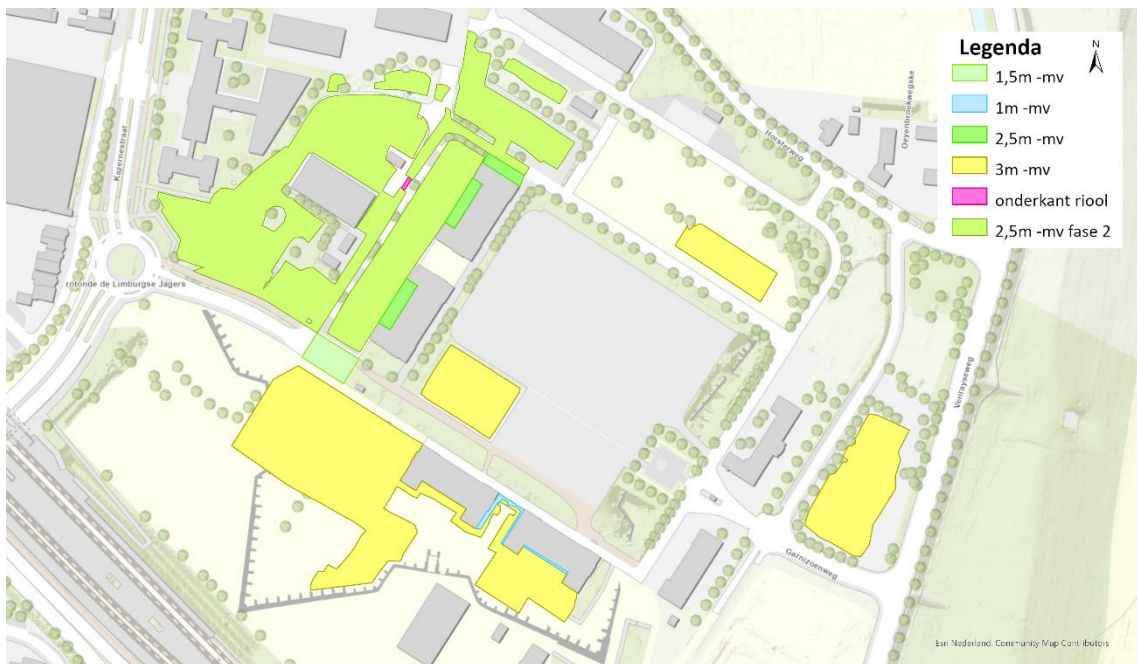 Legenda
N
1,5m -mv
1m -mv
2,5m -mv
3m -mv
onderkant riool
2,5m -mv fase 2
Kazernestraat
Horsterweg
Oeyenbroekwegske
rotonde de Limburgse Jagers
Venrayseweg
Garnizoenweg
Esri Nederland, Community Map Contributors